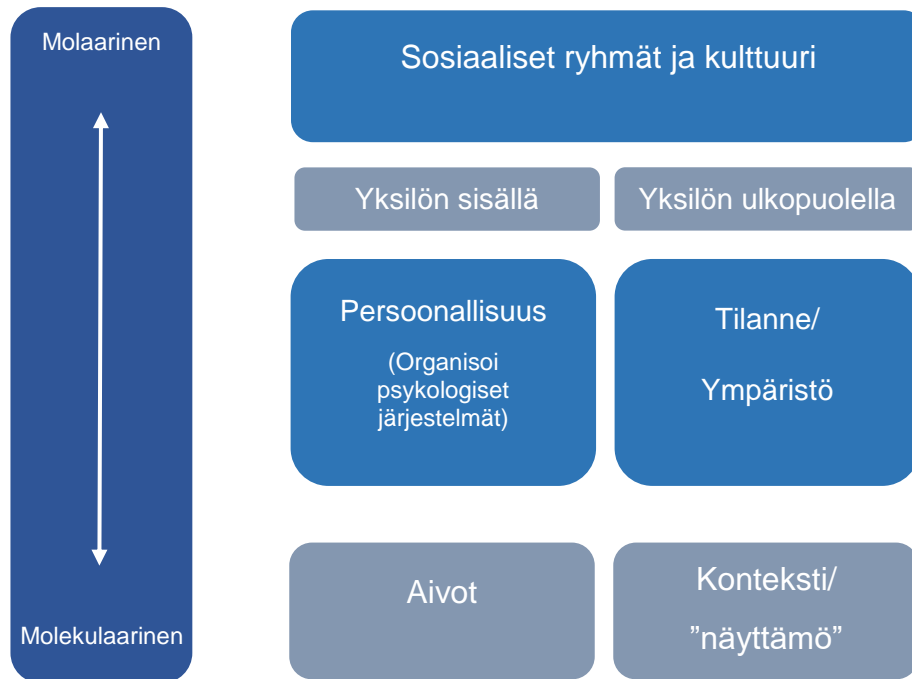 Molaarinen
Sosiaaliset ryhmät ja kulttuuri
Yksilön sisällä
Yksilön ulkopuolella
Persoonallisuus
(Organisoi
psykologiset
järjestelmät)
Tilanne/
Ympäristö
Molekulaarinen
Aivot
Konteksti/
”näyttämö”